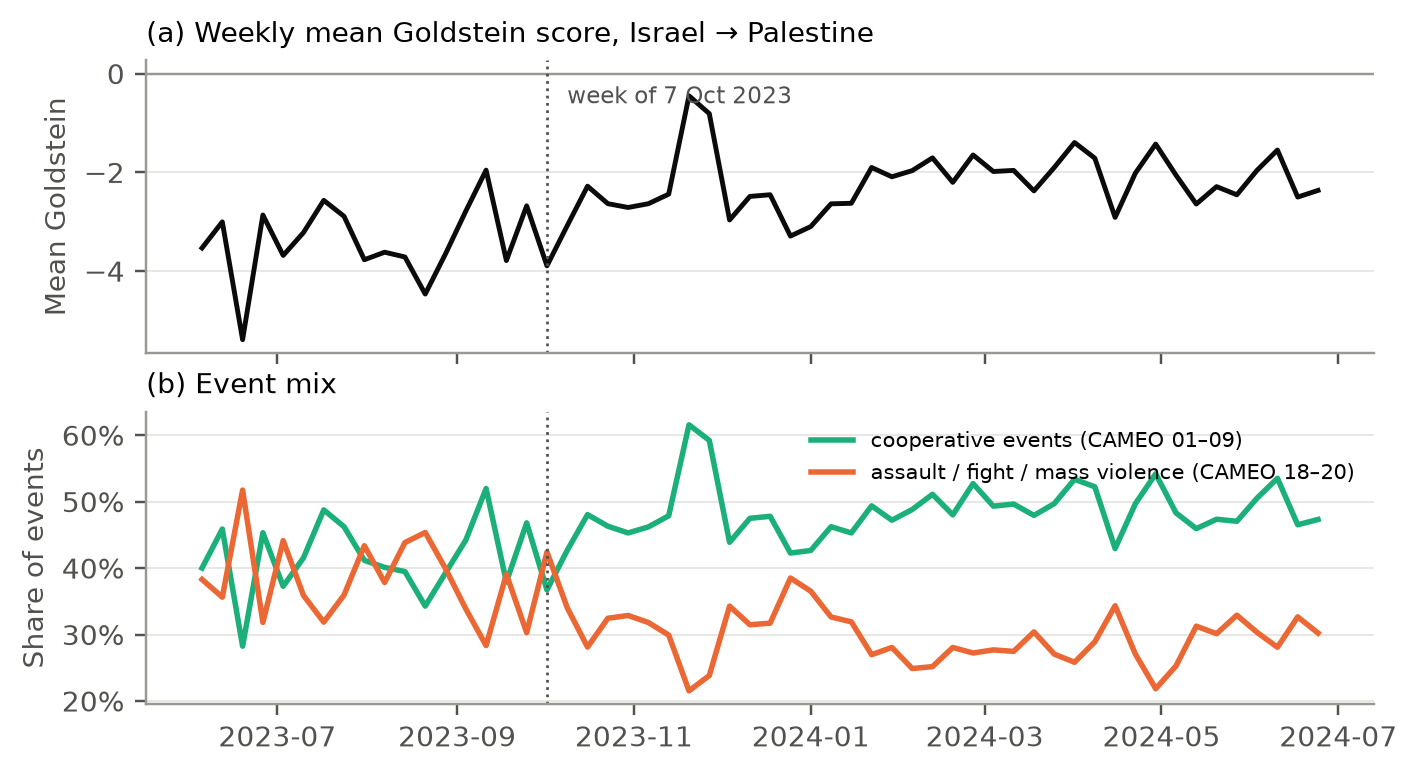 (a) Weekly mean Goldstein score, Israel → Palestine
Mean Goldstein
0
−2
−4
week of 7 Oct 2023
(b) Event mix
Share of events
60%
50%
40%
30%
20%
cooperative events (CAMEO 01–09)
assault / fight / mass violence (CAMEO 18–20)
2023-07 2023-09 2023-11 2024-01 2024-03 2024-05 2024-07